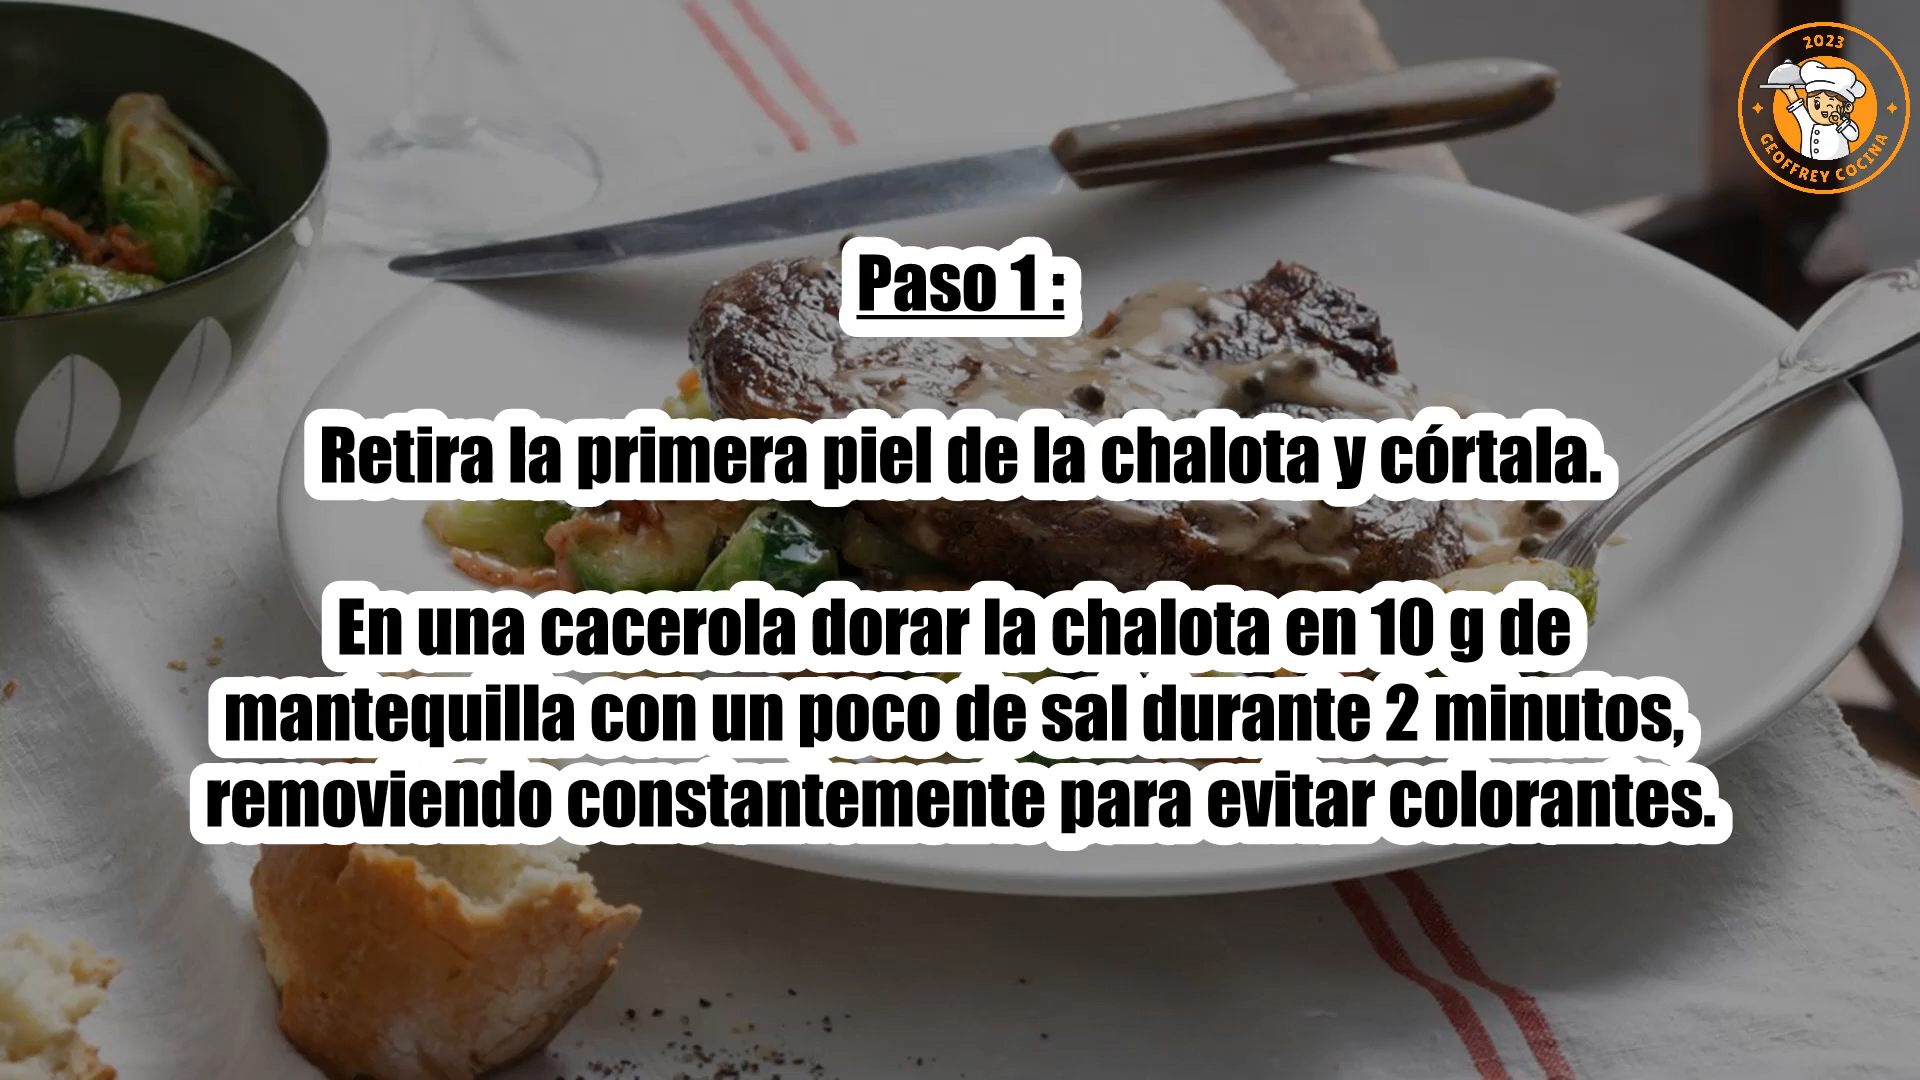 2023
GEOFFREY COCINA
Paso 1 :
Retira la primera piel de la chalota y córtala.
En una cacerola dorar la chalota en 10 g de
mantequilla con un poco de sal durante 2 minutos,
removiendo constantemente para evitar colorantes.